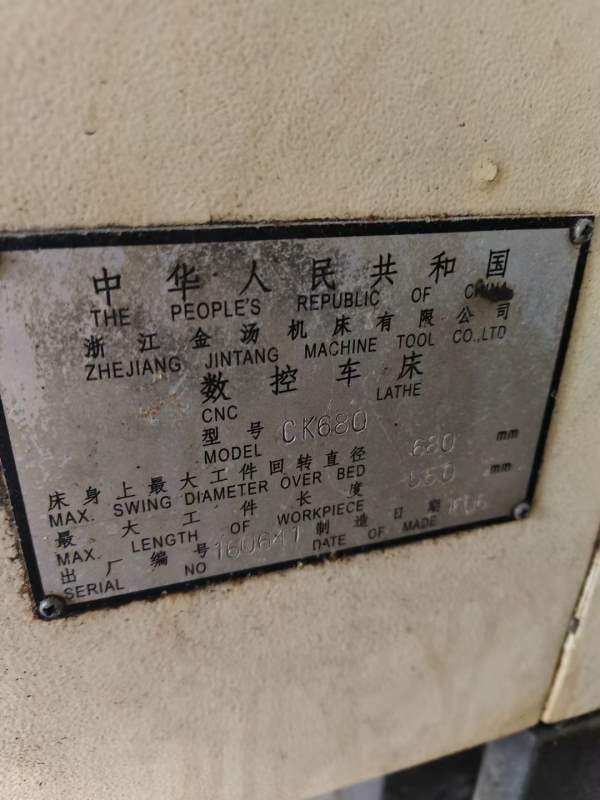 中华人民共和国
THE PEOPLE'S REPUBLIC OF CHINA
浙江金汤机床有限公司
ZHEJIANG JINTANG MACHINE TOOL CO.,LTD
数控车床
CNC LATHE
型号 CK680
MODEL
床身上最大工件回转直径 680 mm
MAX. SWING DIAMETER OVER BED
最大工件长度 mm
MAX. LENGTH OF WORKPIECE
出厂编号 制造日期
SERIAL NO DATE OF MADE